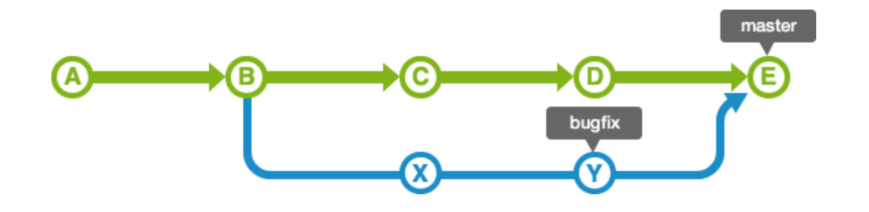 master
A B C D E
bugfix
X Y